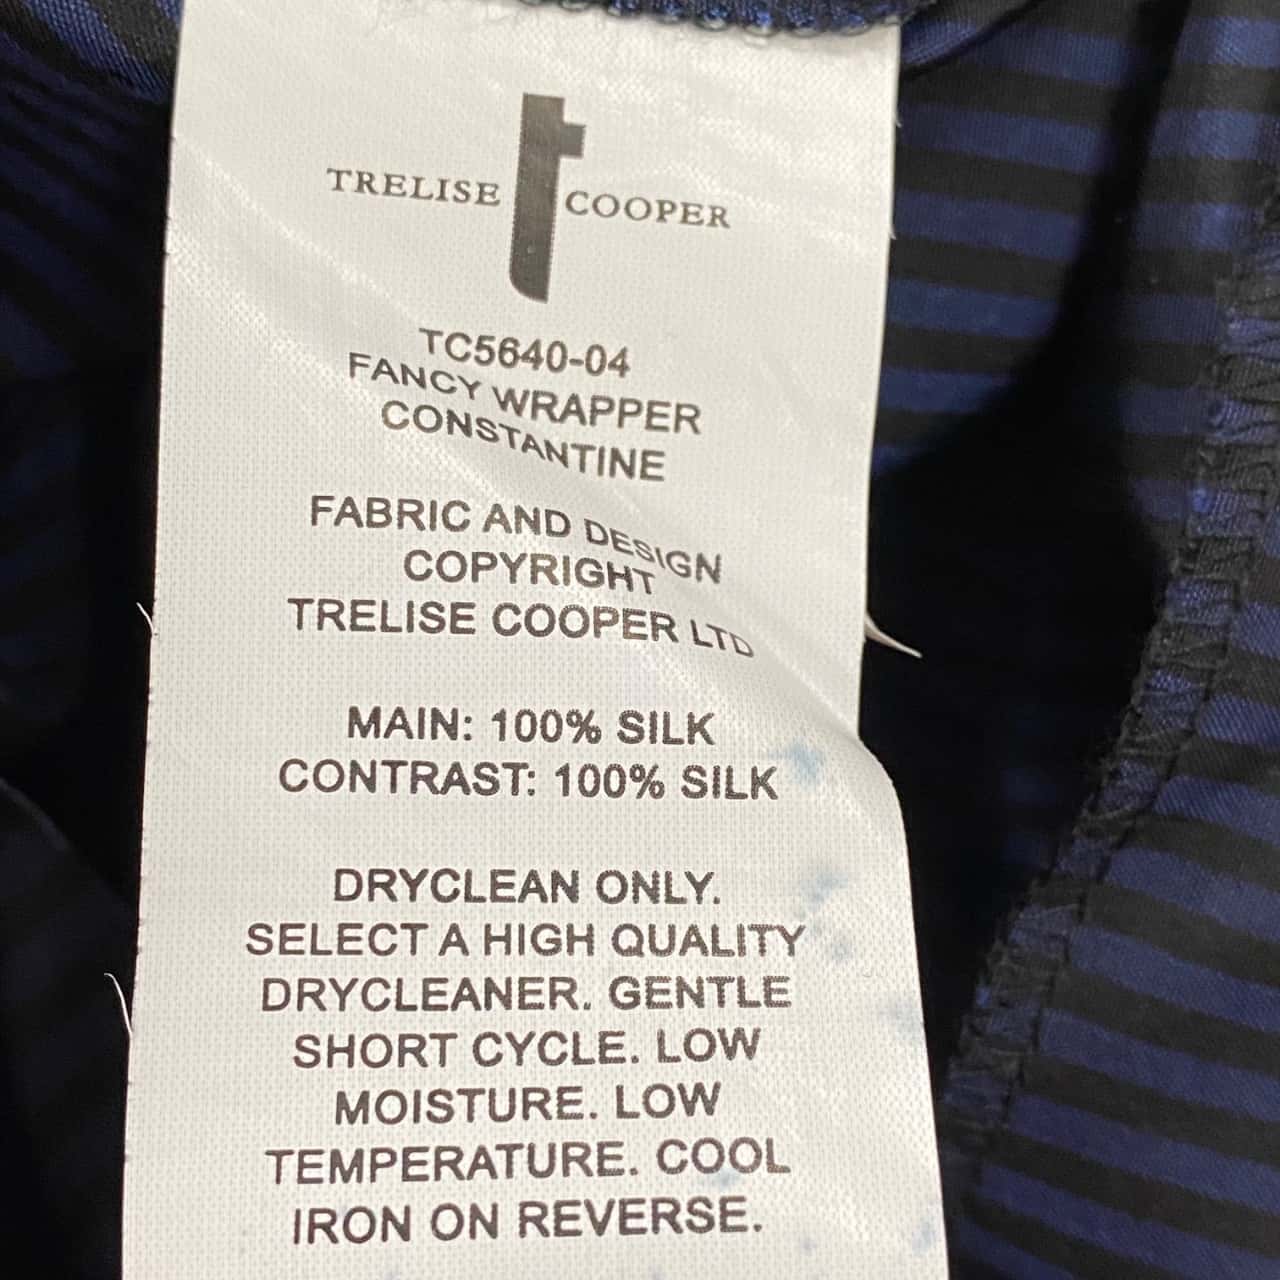 TRELISE t COOPER
TC5640-04
FANCY WRAPPER
CONSTANTINE
FABRIC AND DESIGN
COPYRIGHT
TRELISE COOPER LTD
MAIN: 100% SILK
CONTRAST: 100% SILK
DRYCLEAN ONLY.
SELECT A HIGH QUALITY
DRYCLEANER. GENTLE
SHORT CYCLE. LOW
MOISTURE. LOW
TEMPERATURE. COOL
IRON ON REVERSE.